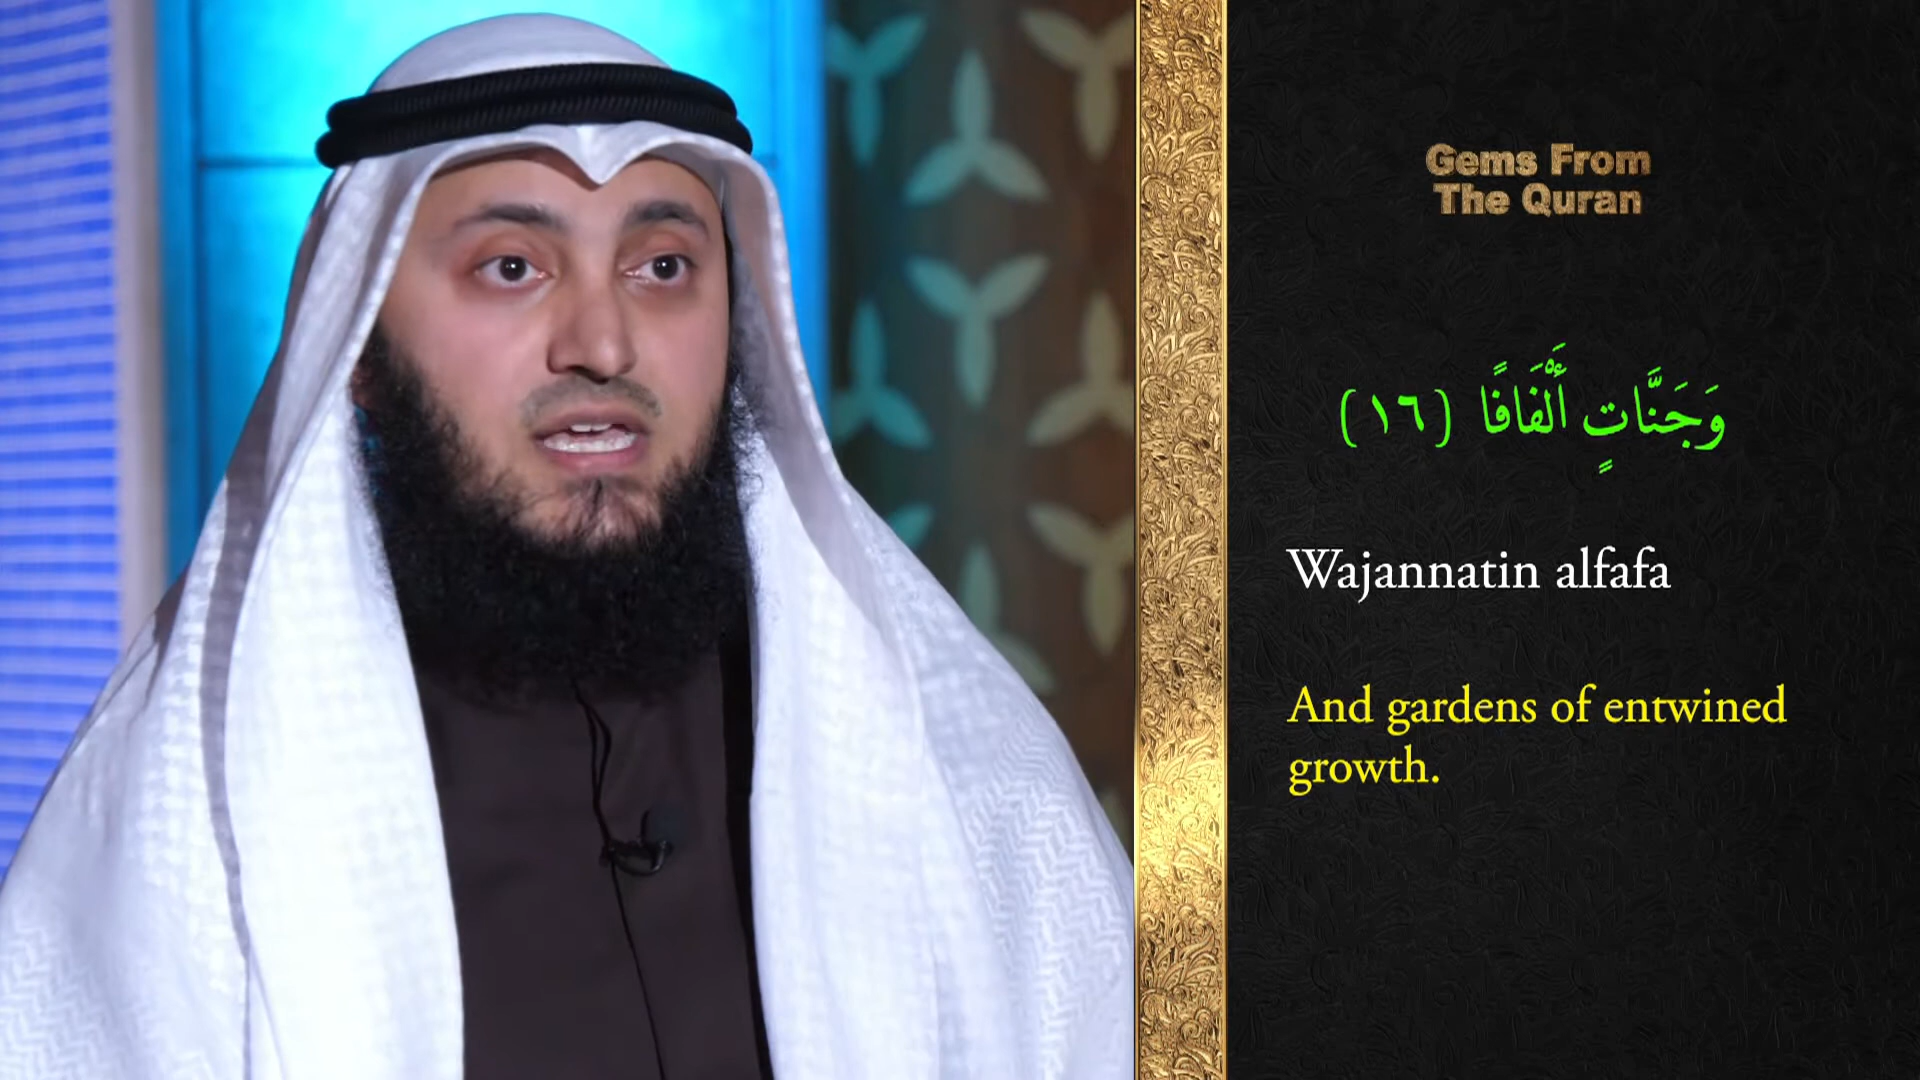 Gems From
The Quran
وَجَنَّاتٍ أَلْفَافًا (١٦)
Wajannatin alfafa
And gardens of entwined
growth.